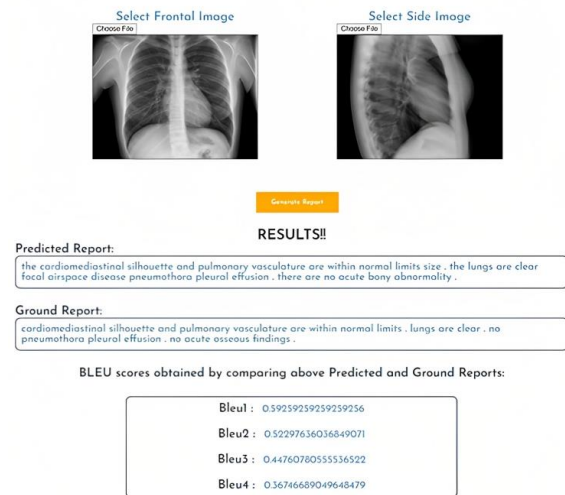 Select Frontal Image
Select Side Image
Choose File
Choose File
Generate Report
RESULTS!!
Predicted Report:
the cardiomediastinal silhouette and pulmonary vasculature are within normal limits size . the lungs are clear
focal airspace disease pneumothora pleural effusion . there are no acute bony abnormality .
Ground Report:
cardiomediastinal silhouette and pulmonary vasculature are within normal limits . lungs are clear . no
pneumothora pleural effusion . no acute osseous findings .
BLEU scores obtained by comparing above Predicted and Ground Reports:
Bleu1 : 0.59259259259259256
Bleu2 : 0.52297636036849071
Bleu3 : 0.44760780555536522
Bleu4 : 0.36746689049648479